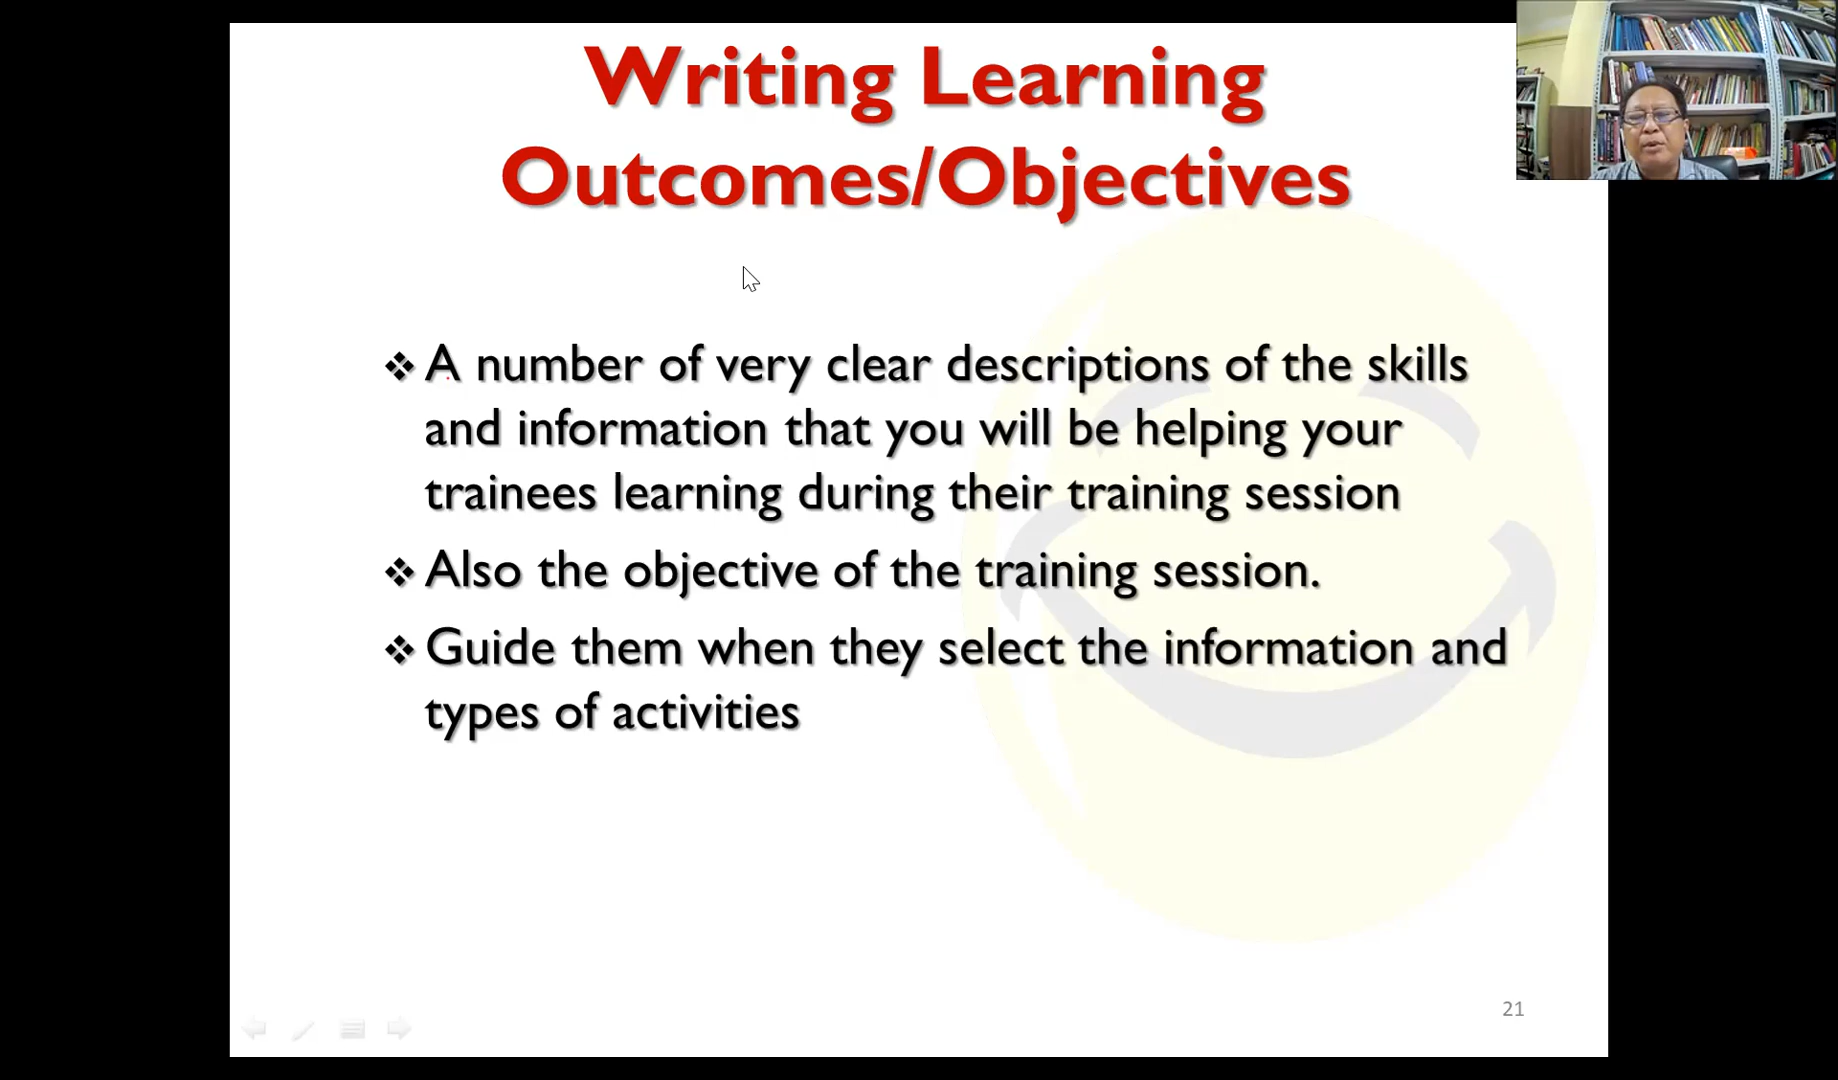 Writing Learning
Outcomes/Objectives
❖ A number of very clear descriptions of the skills
and information that you will be helping your
trainees learning during their training session
❖ Also the objective of the training session.
❖ Guide them when they select the information and
types of activities
21